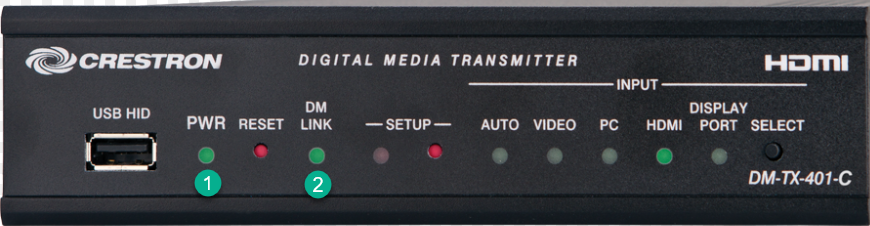 CRESTRON
DIGITAL MEDIA TRANSMITTER
HDMI
INPUT
USB HID
PWR
RESET
DM
LINK
SETUP
AUTO
VIDEO
PC
HDMI
DISPLAY
PORT
SELECT
1
2
DM-TX-401-C